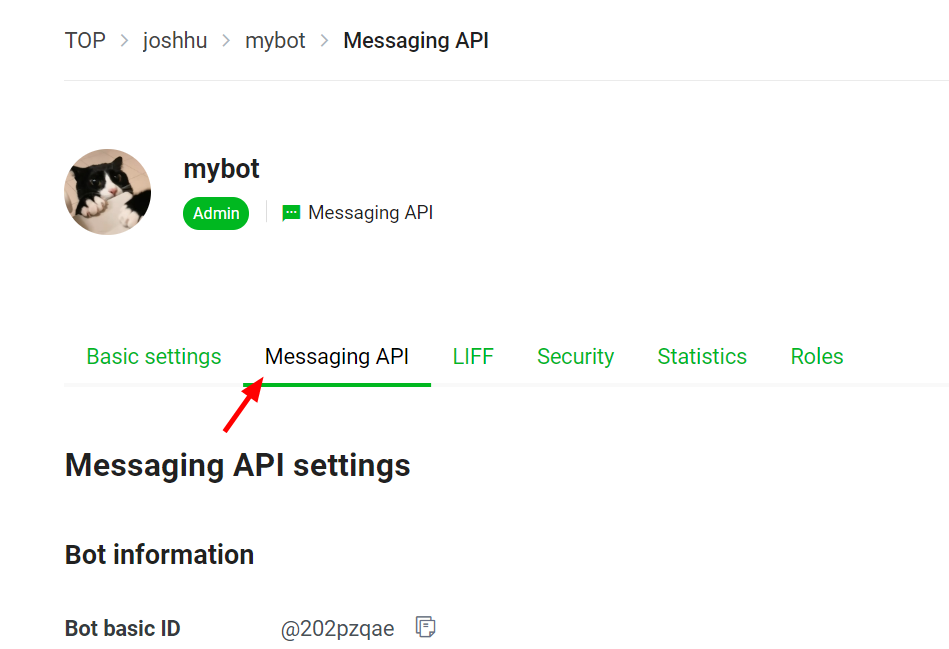 TOP > joshhu > mybot > Messaging API
mybot
Admin Messaging API
Basic settings Messaging API LIFF Security Statistics Roles
Messaging API settings
Bot information
Bot basic ID @202pzqae